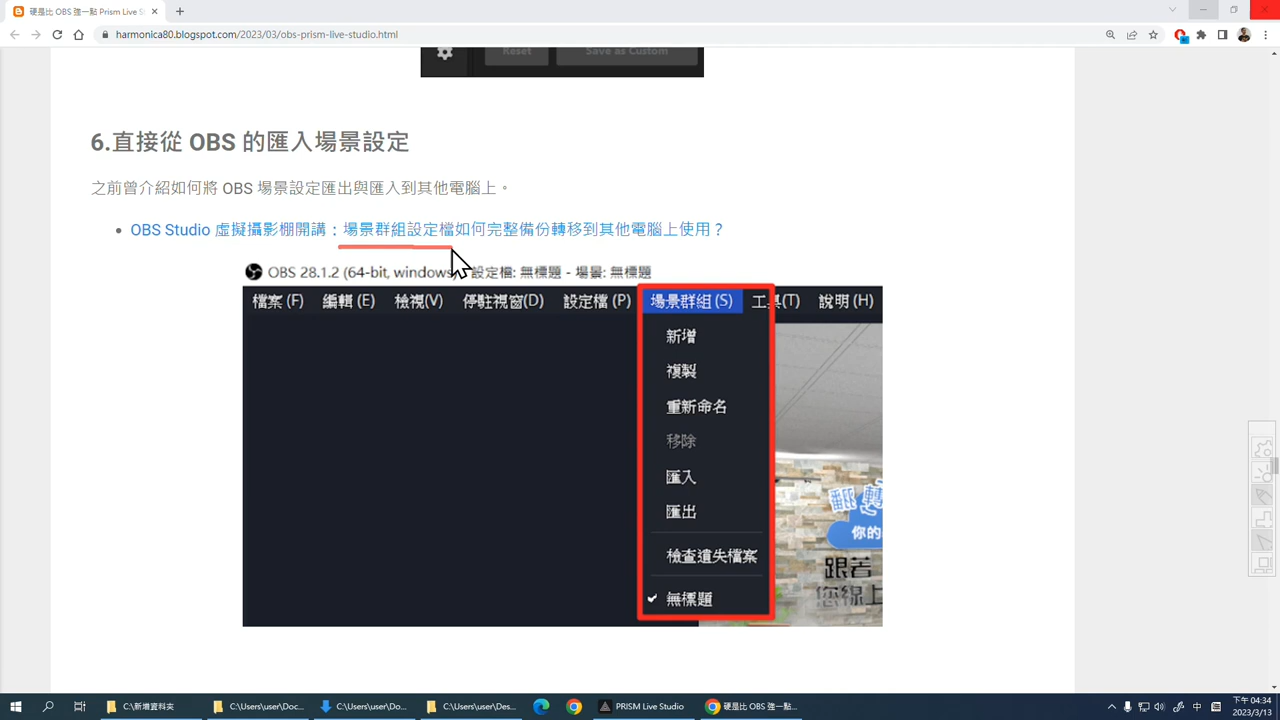 硬是比 OBS 強一點 Prism Live S
harmonica80.blogspot.com/2023/03/obs-prism-live-studio.html
Reset
Save as Custom
6.直接從 OBS 的匯入場景設定
之前曾介紹如何將 OBS 場景設定匯出與匯入到其他電腦上。
OBS Studio 虛擬攝影棚開講：場景群組設定檔如何完整備份轉移到其他電腦上使用？
OBS 28.1.2 (64-bit, windows) - 設定檔: 無標題 - 場景: 無標題
檔案 (F) 編輯 (E) 檢視(V) 停駐視窗(D) 設定檔 (P) 場景群組(S) 工具(T) 說明 (H)
新增
複製
重新命名
移除
匯入
匯出
檢查遺失檔案
無標題
翻轉
你的
跟若
您線上
C:\新增資料夾
C:\Users\user\Doc...
C:\Users\user\Do...
C:\Users\user\Des...
PRISM Live Studio
硬是比 OBS 強一點...
中
下午 04:34
2023/3/13